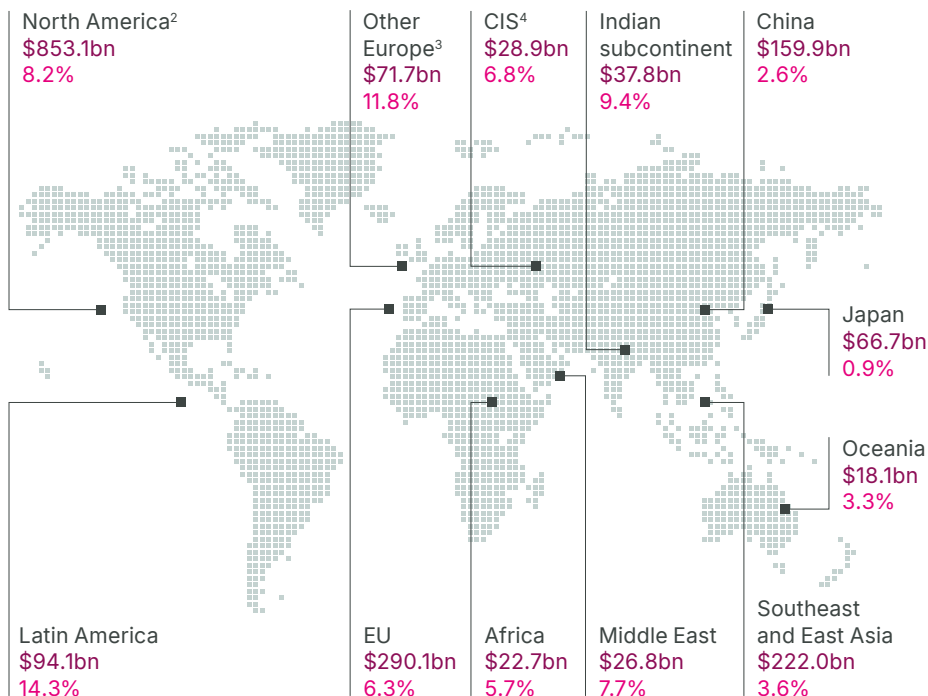 North America²
$853.1bn
8.2%
Other
Europe³
$71.7bn
11.8%
CIS⁴
$28.9bn
6.8%
Indian
subcontinent
$37.8bn
9.4%
China
$159.9bn
2.6%
Japan
$66.7bn
0.9%
Oceania
$18.1bn
3.3%
Latin America
$94.1bn
14.3%
EU
$290.1bn
6.3%
Africa
$22.7bn
5.7%
Middle East
$26.8bn
7.7%
Southeast
and East Asia
$222.0bn
3.6%